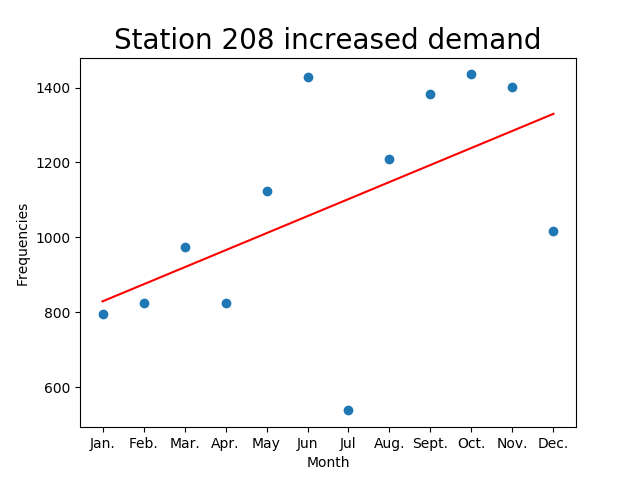 Station 208 increased demand
1400
1200
1000
800
600
Frequencies
Jan. Feb. Mar. Apr. May Jun Jul Aug. Sept. Oct. Nov. Dec.
Month